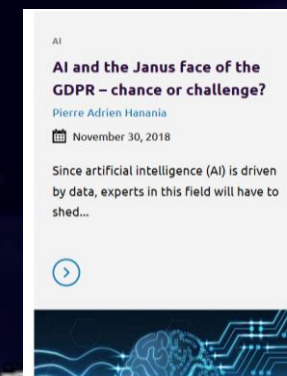 AI
AI and the Janus face of the
GDPR – chance or challenge?
Pierre Adrien Hanania
November 30, 2018
Since artificial intelligence (AI) is driven
by data, experts in this field will have to
shed...